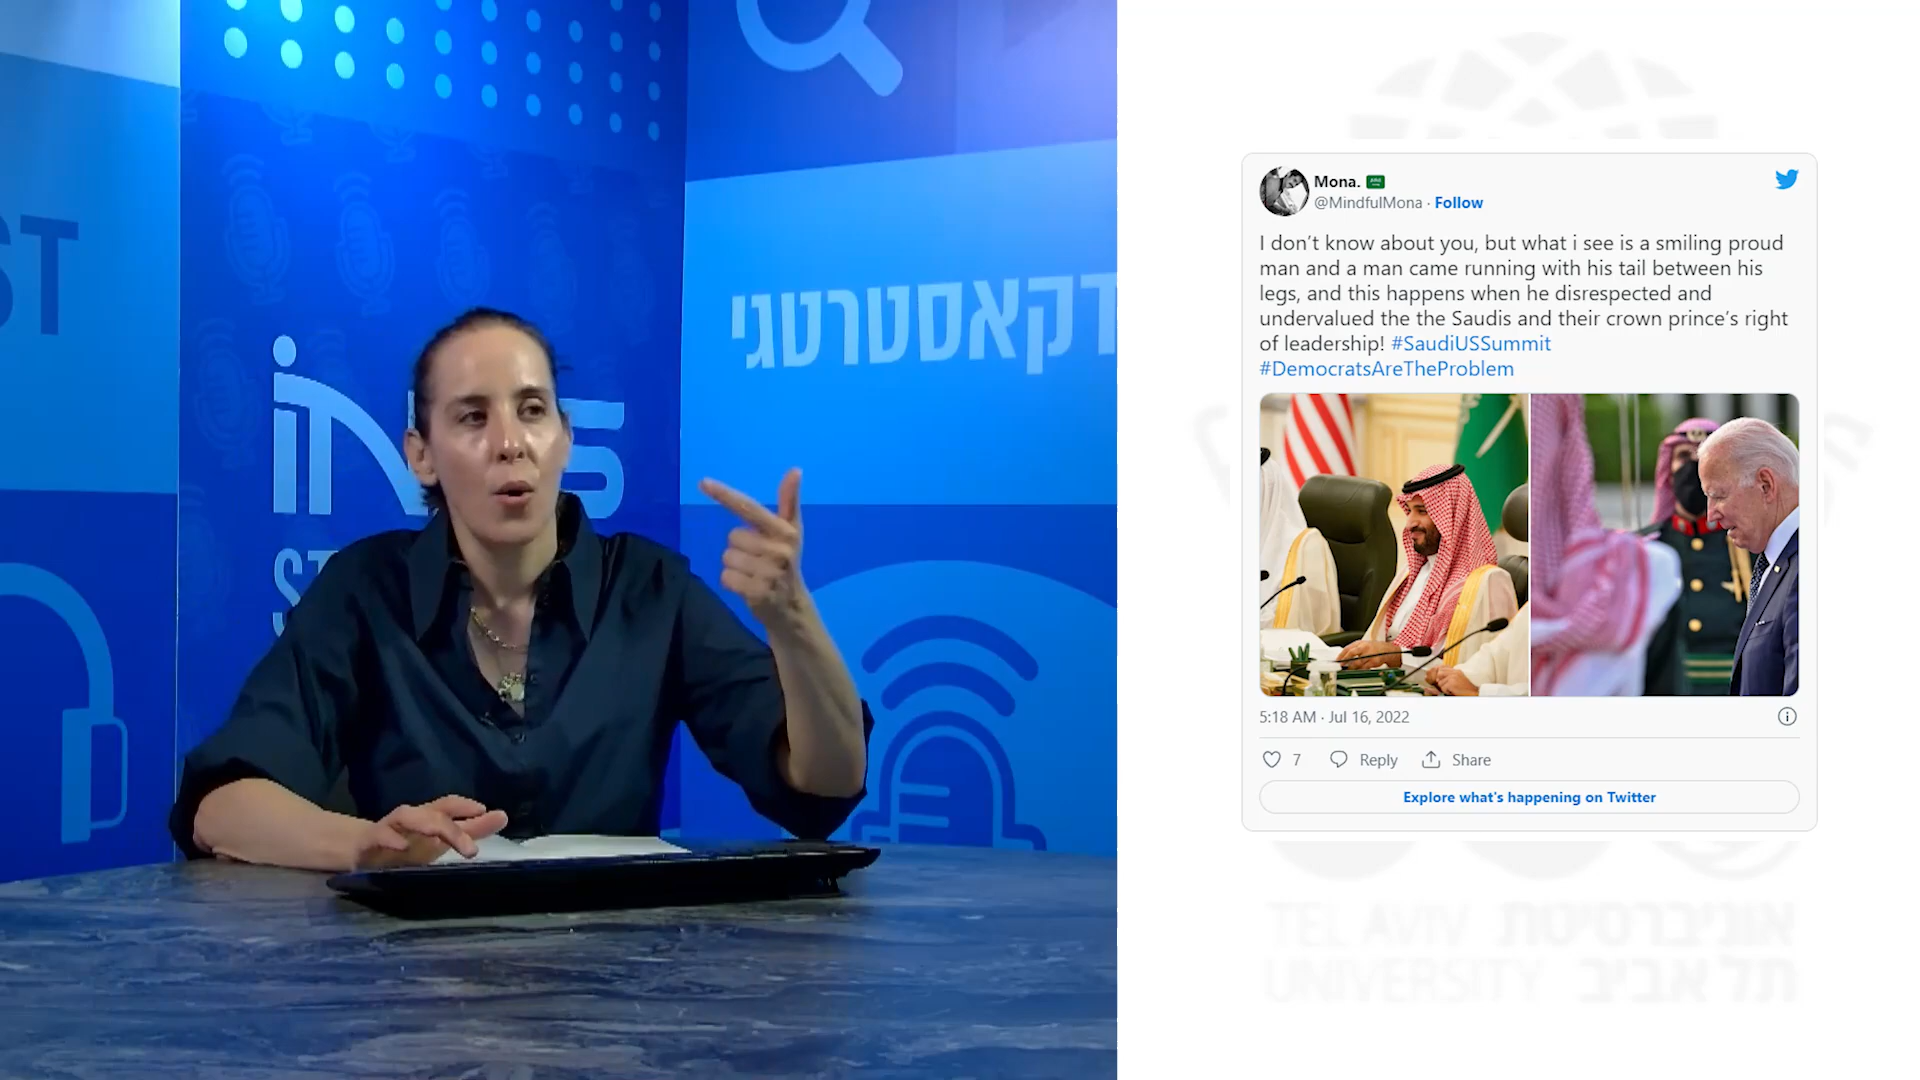 ST
דקאסטרטגי
INSS
ST
Mona.
@MindfulMona · Follow
I don't know about you, but what i see is a smiling proud
man and a man came running with his tail between his
legs, and this happens when he disrespected and
undervalued the the Saudis and their crown prince's right
of leadership! #SaudiUSSummit
#DemocratsAreTheProblem
5:18 AM · Jul 16, 2022
7 Reply Share
Explore what's happening on Twitter
TEL AVIV אוניברסיטת
UNIVERSITY תל אביב